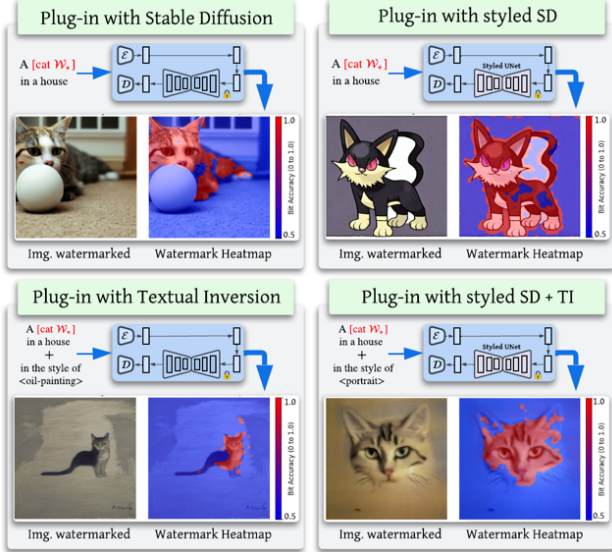 Plug-in with Stable Diffusion
A [cat W*]
in a house
ℰ
𝒟
1.0
Bit Accuracy (0 to 1.0)
0.5
Img. watermarked
Watermark Heatmap
Plug-in with styled SD
A [cat W*]
in a house
ℰ
Styled UNet
𝒟
1.0
Bit Accuracy (0 to 1.0)
0.5
Img. watermarked
Watermark Heatmap
Plug-in with Textual Inversion
A [cat W*]
in a house
+
in the style of
<oil-painting>
ℰ
𝒟
1.0
Bit Accuracy (0 to 1.0)
0.5
Img. watermarked
Watermark Heatmap
Plug-in with styled SD + TI
A [cat W*]
in a house
+
in the style of
<portrait>
ℰ
Styled UNet
𝒟
1.0
Bit Accuracy (0 to 1.0)
0.5
Img. watermarked
Watermark Heatmap